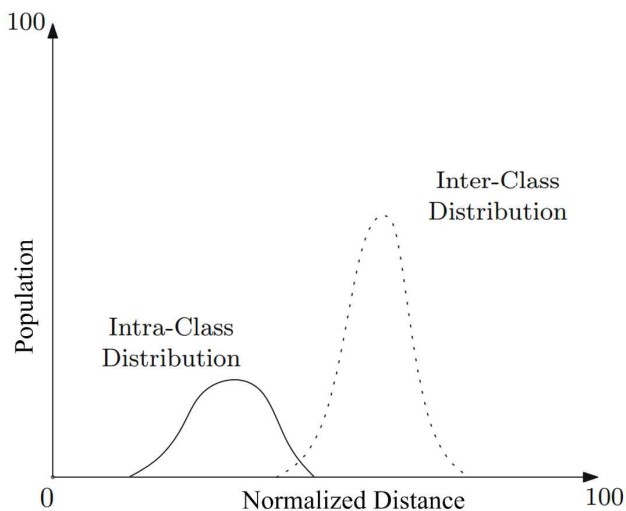 100
Inter-Class
Distribution
Population
Intra-Class
Distribution
0
Normalized Distance
100